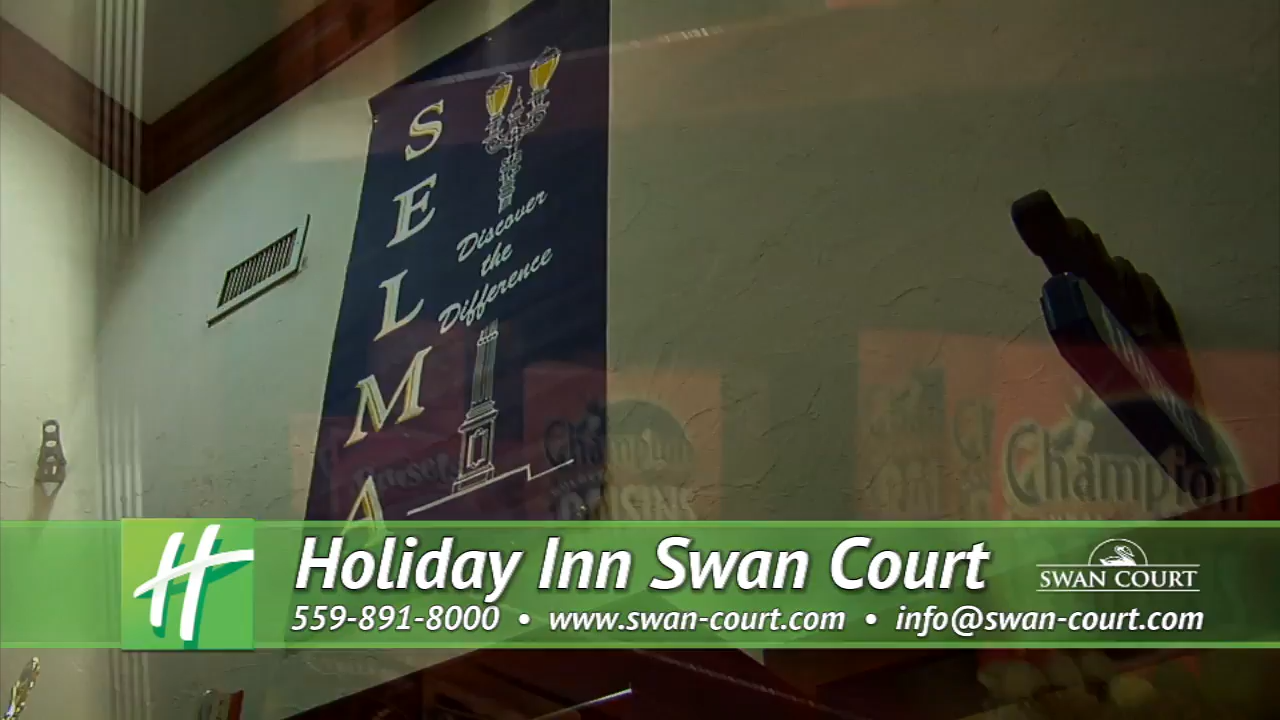 SELMA
Discover
the
Difference
Champion
Champion
H
Holiday Inn Swan Court
SWAN COURT
559-891-8000 • www.swan-court.com • info@swan-court.com